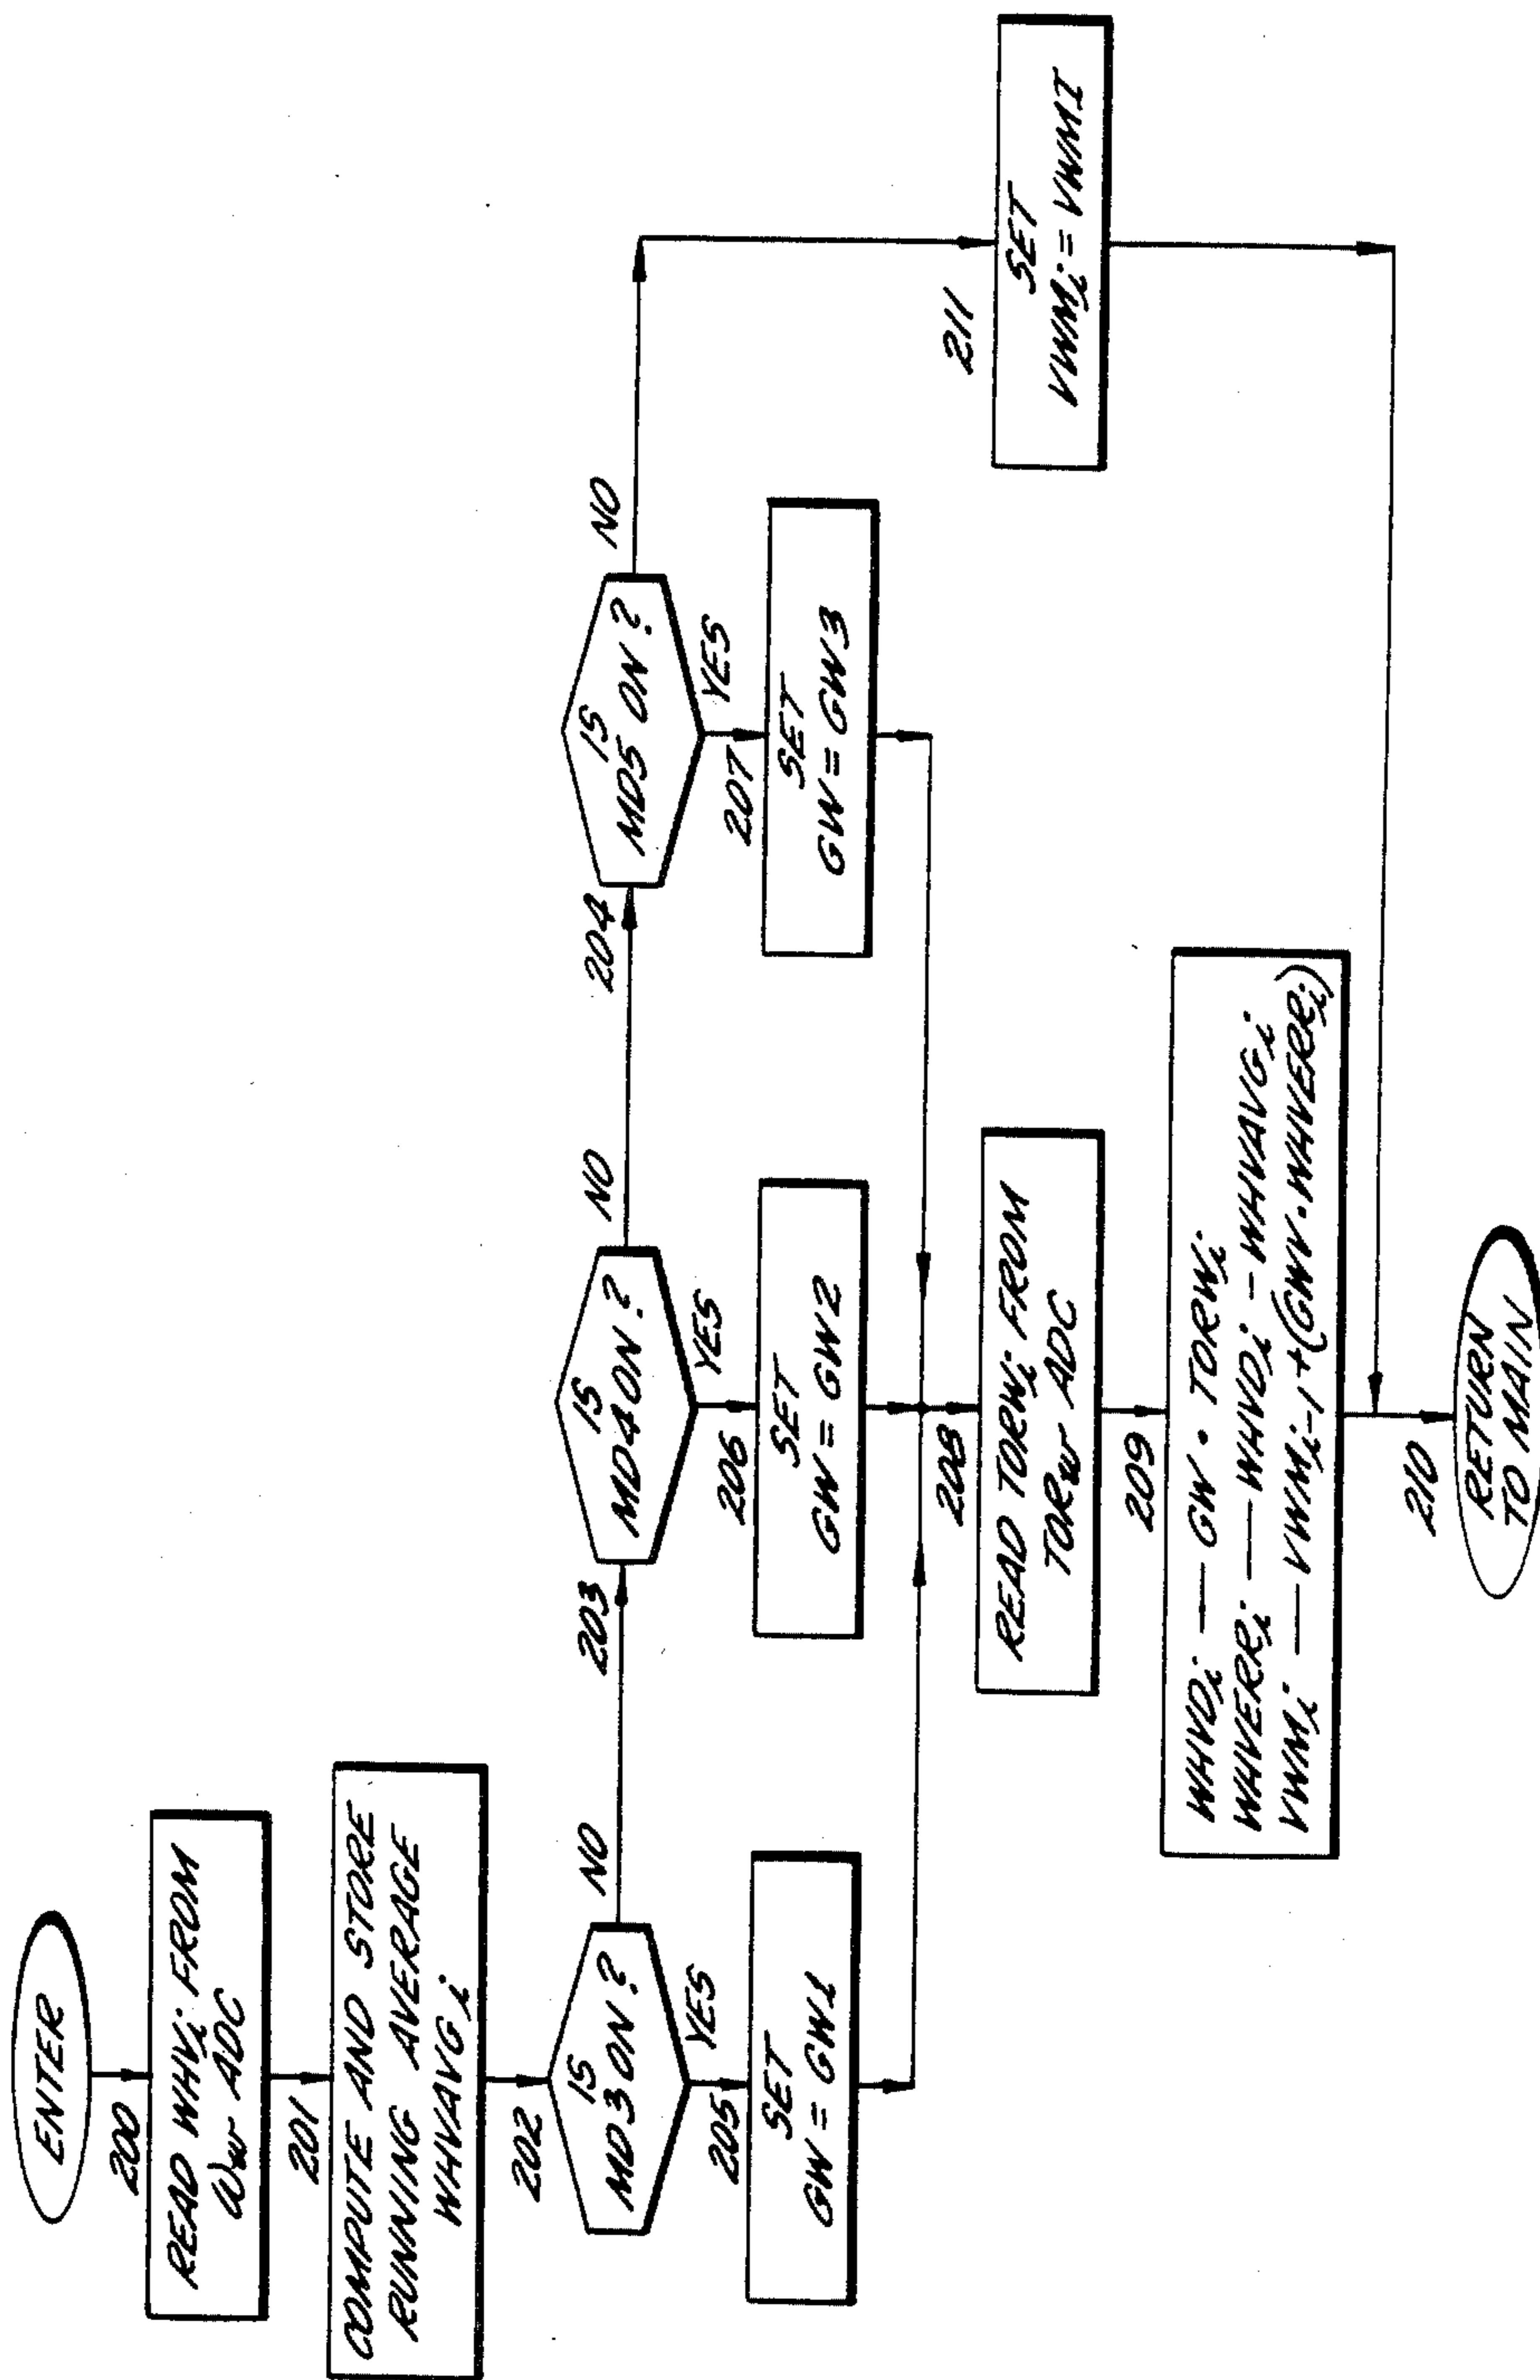 ENTER
200
READ WHVi FROM
Ww ADC
201
COMPUTE AND STORE
RUNNING AVERAGE
WHVAVGi
202
IS
MD3 ON?
NO
YES
203
IS
MD4 ON?
NO
YES
204
IS
MD5 ON?
NO
YES
205
SET
GW = GW1
206
SET
GW = GW2
207
SET
GW = GW3
208
READ TORWi FROM
TORw ADC
209
WHVDi — GW • TORWi
WHVERRi — WHVDi - WHVAVGi
VWMi — VWMi-1 + (GWV • WHVERRi)
211
SET
VWMi = VWMI
210
RETURN
TO MAIN